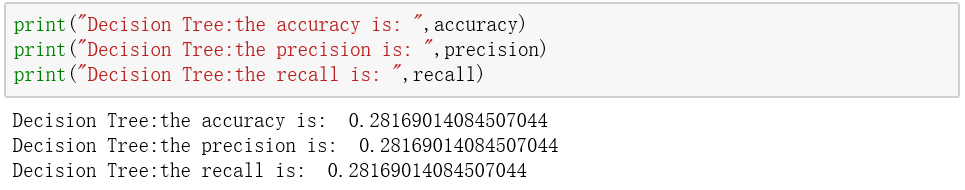 print("Decision Tree:the accuracy is: ",accuracy)
print("Decision Tree:the precision is: ",precision)
print("Decision Tree:the recall is: ",recall)
Decision Tree:the accuracy is:  0.28169014084507044
Decision Tree:the precision is:  0.28169014084507044
Decision Tree:the recall is:  0.28169014084507044